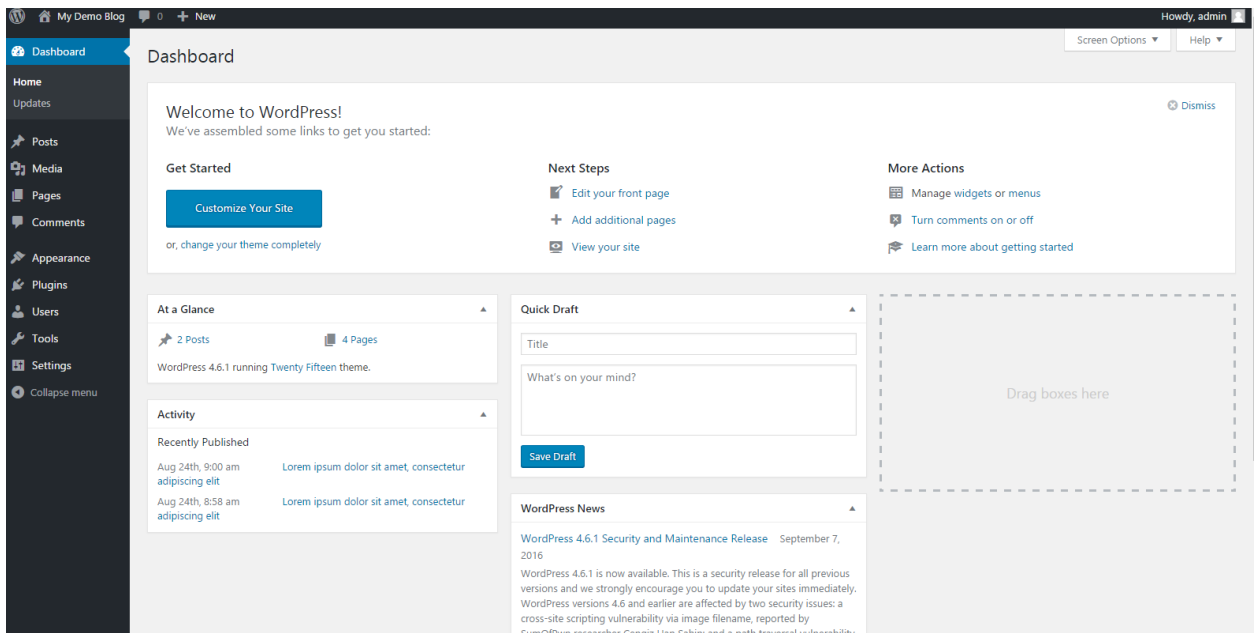 My Demo Blog 0 New Howdy, admin
Screen Options Help
Dashboard
Home
Updates
Posts
Media
Pages
Comments
Appearance
Plugins
Users
Tools
Settings
Collapse menu
Dashboard
Welcome to WordPress!
We've assembled some links to get you started:
Dismiss
Get Started
Customize Your Site
or, change your theme completely
Next Steps
Edit your front page
Add additional pages
View your site
More Actions
Manage widgets or menus
Turn comments on or off
Learn more about getting started
At a Glance
2 Posts 4 Pages
WordPress 4.6.1 running Twenty Fifteen theme.
Activity
Recently Published
Aug 24th, 9:00 am Lorem ipsum dolor sit amet, consectetur
adipiscing elit
Aug 24th, 8:58 am Lorem ipsum dolor sit amet, consectetur
adipiscing elit
Quick Draft
Title
What's on your mind?
Save Draft
WordPress News
WordPress 4.6.1 Security and Maintenance Release September 7,
2016
WordPress 4.6.1 is now available. This is a security release for all previous
versions and we strongly encourage you to update your sites immediately.
WordPress versions 4.6 and earlier are affected by two security issues: a
cross-site scripting vulnerability via image filename, reported by
Drag boxes here